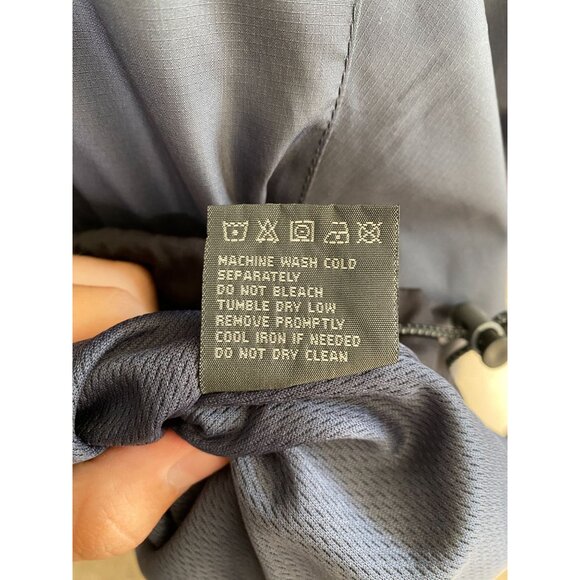 MACHINE WASH COLD
SEPARATELY
DO NOT BLEACH
TUMBLE DRY LOW
REMOVE PROMPTLY
COOL IRON IF NEEDED
DO NOT DRY CLEAN